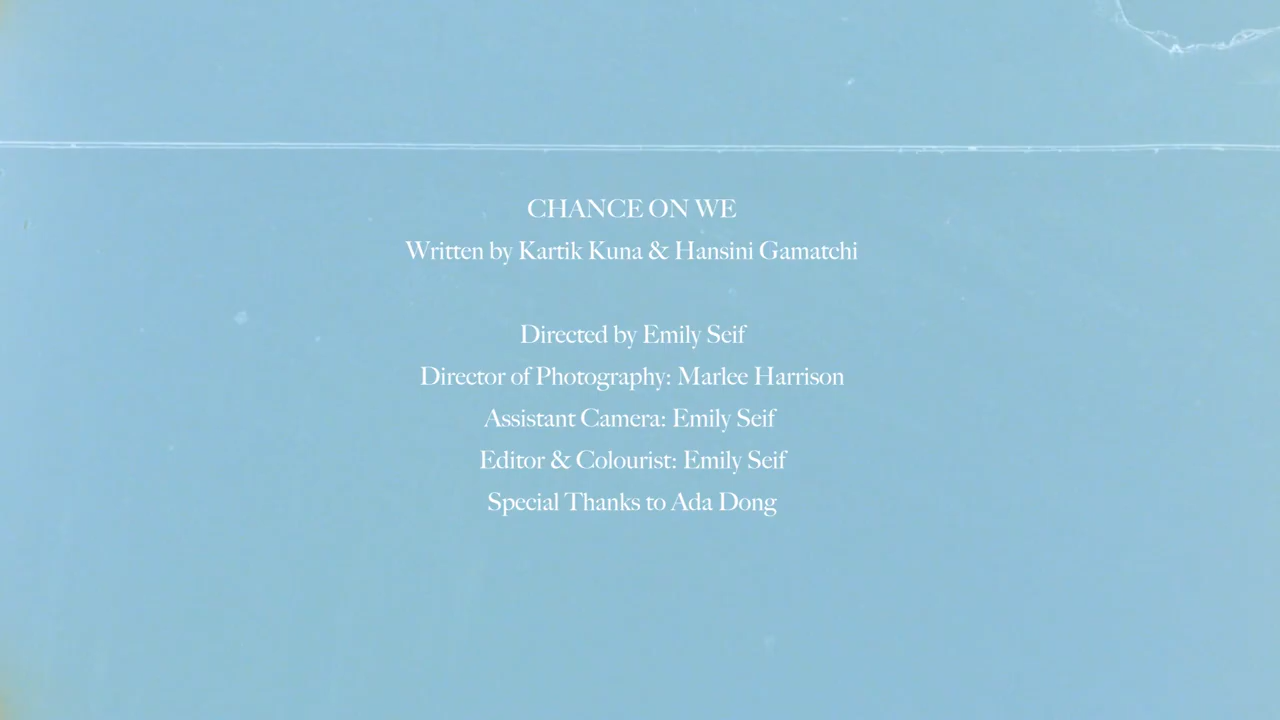 CHANCE ON WE
Written by Kartik Kuna & Hansini Gamatchi
Directed by Emily Seif
Director of Photography: Marlee Harrison
Assistant Camera: Emily Seif
Editor & Colourist: Emily Seif
Special Thanks to Ada Dong